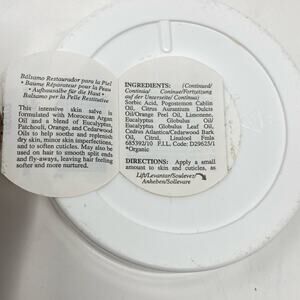 Bálsamo Restaurador para la Piel
• Baume Réparateur pour la Peau
• Aufbausalbe für die Haut •
Balsamo per la Pelle Restitutive
This intensive skin salve is
formulated with Moroccan Argan
Oil and a blend of Eucalyptus,
Patchouli, Orange, and Cedarwood
Oils to help soothe and replenish
dry skin, minor skin imperfections,
and to soften cuticles. May also be
used on hair to smooth split ends
and fly-aways, leaving hair feeling
softer and more nurtured.
INGREDIENTS: (Continued/
Continúa/ Coninue/Fortsetzung
auf der Unterseite/ Continua)
Sorbic Acid, Pogostemon Cablin
Oil, Citrus Aurantium Dulcis
Oil/Orange Peel Oil, Limonene,
Eucalyptus Globulus Oil/
Eucalyptus Globulus Leaf Oil,
Cedrus Atlantica/Cedarwood Bark
Oil, Citral, Linalool Fmla
685392/10 F.I.L. Code: D29625/1
*Organic
DIRECTIONS: Apply a small
amount to skin and cuticles, as
Lift/Levantar/Soulevez/
Anheben/Sollevare